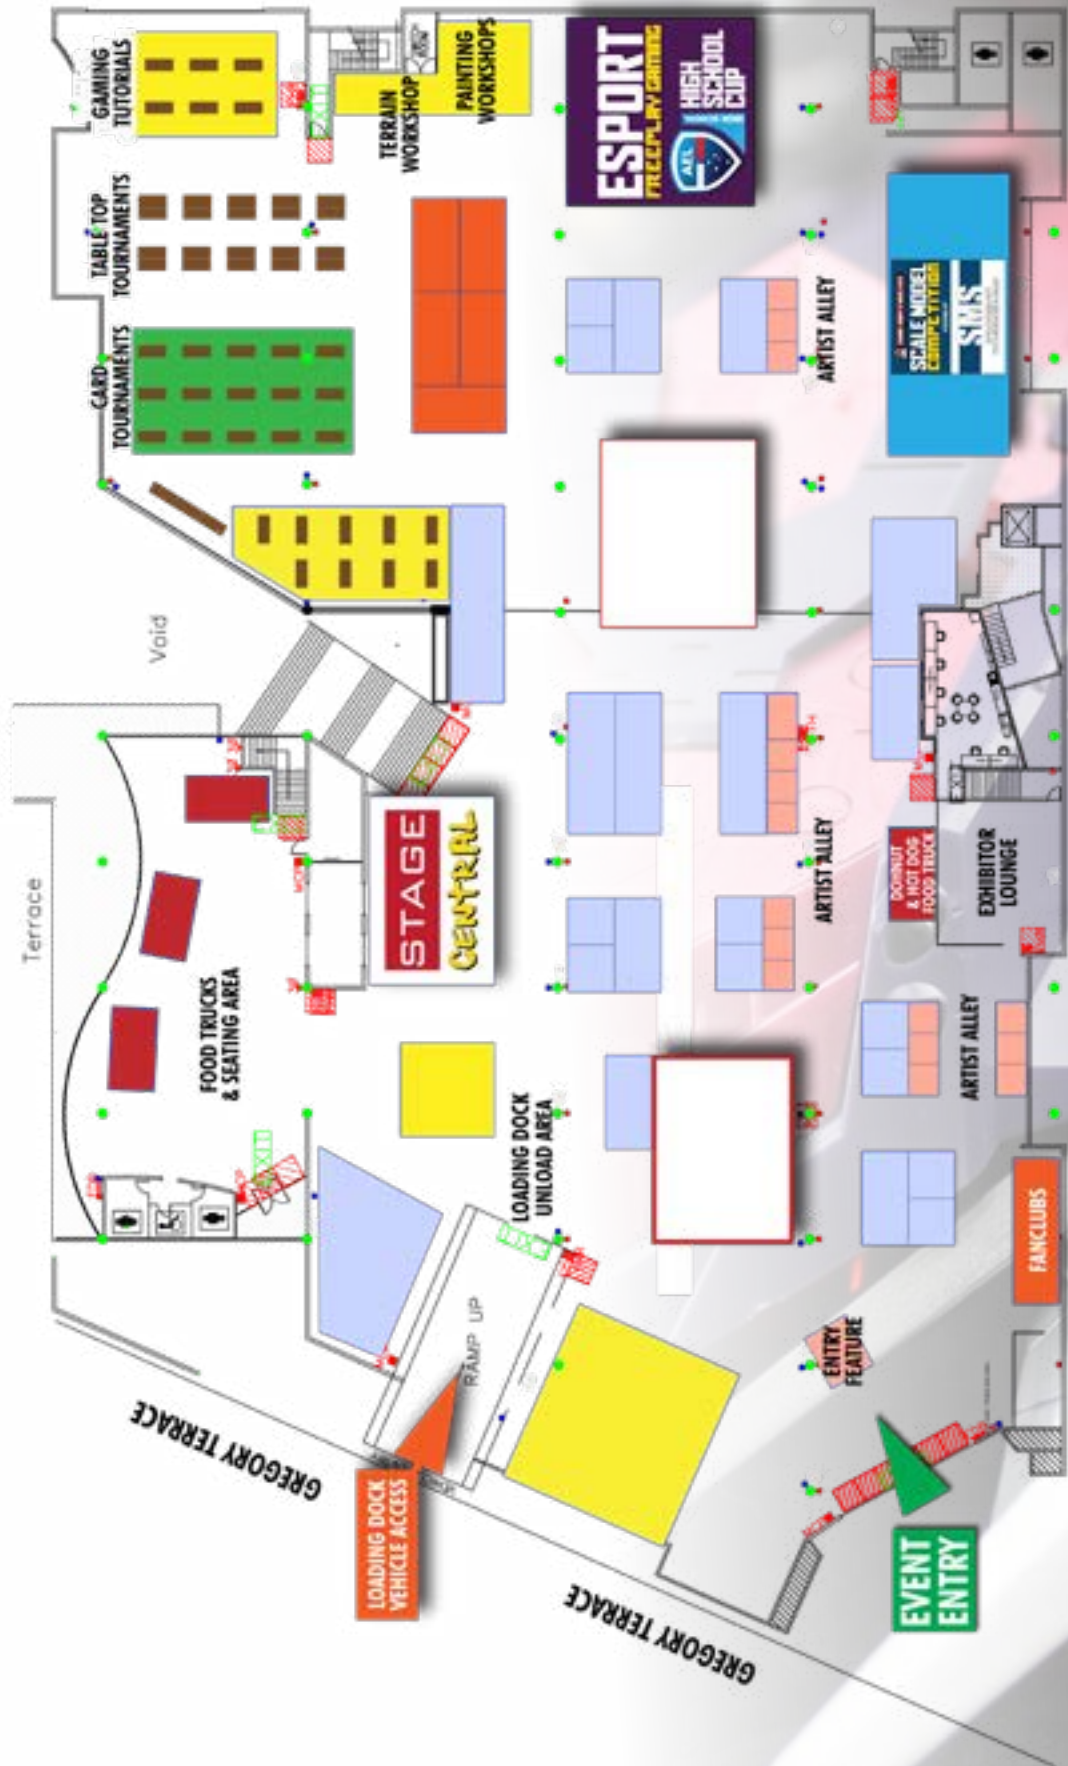 GAMING
TUTORIALS
TERRAIN
WORKSHOP
PAINTING
WORKSHOPS
ESPORT
FREEPLAY GAMING
AEL
HIGH
SCHOOL
CUP
TABLE TOP
TOURNAMENTS
CARD
TOURNAMENTS
ARTIST ALLEY
SCALE MODEL
COMPETITION
SMS
Void
Terrace
STAGE
CENTRAL
FOOD TRUCKS
& SEATING AREA
ARTIST ALLEY
DOHNUT
& HOT DOG
FOOD TRUCK
EXHIBITOR
LOUNGE
LOADING DOCK
UNLOAD AREA
ARTIST ALLEY
FANCLUBS
RAMP UP
ENTRY
FEATURE
GREGORY TERRACE
LOADING DOCK
VEHICLE ACCESS
GREGORY TERRACE
EVENT
ENTRY